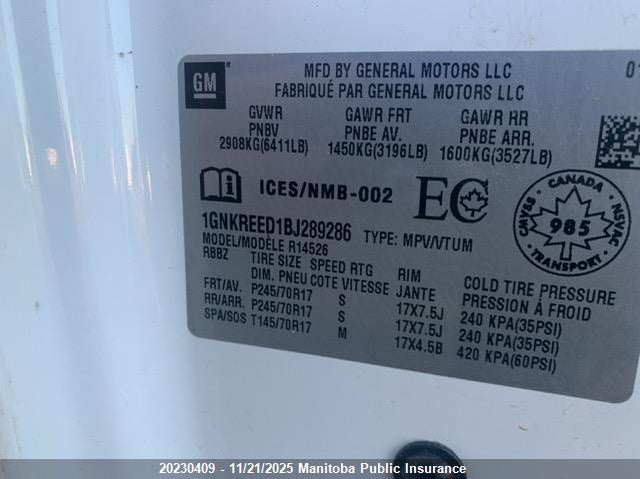 GM
MFD BY GENERAL MOTORS LLC 01
FABRIQUÉ PAR GENERAL MOTORS LLC
GVWR GAWR FRT GAWR RR
PNBV PNBE AV. PNBE ARR.
2908KG(6411LB) 1450KG(3196LB) 1600KG(3527LB)
ICES/NMB-002 EC
CANADA
CMVSS NSVAC
985
TRANSPORT
1GNKREED1BJ289286 TYPE: MPV/VTUM
MODEL/MODÈLE R14526
RBBZ TIRE SIZE SPEED RTG RIM COLD TIRE PRESSURE
DIM. PNEU COTE VITESSE JANTE PRESSION À FROID
FRT/AV. P245/70R17 S 17X7.5J 240 KPA(35PSI)
RR/ARR. P245/70R17 S 17X7.5J 240 KPA(35PSI)
SPA/SOS T145/70R17 M 17X4.5B 420 KPA(60PSI)
20230409 - 11/21/2025 Manitoba Public Insurance